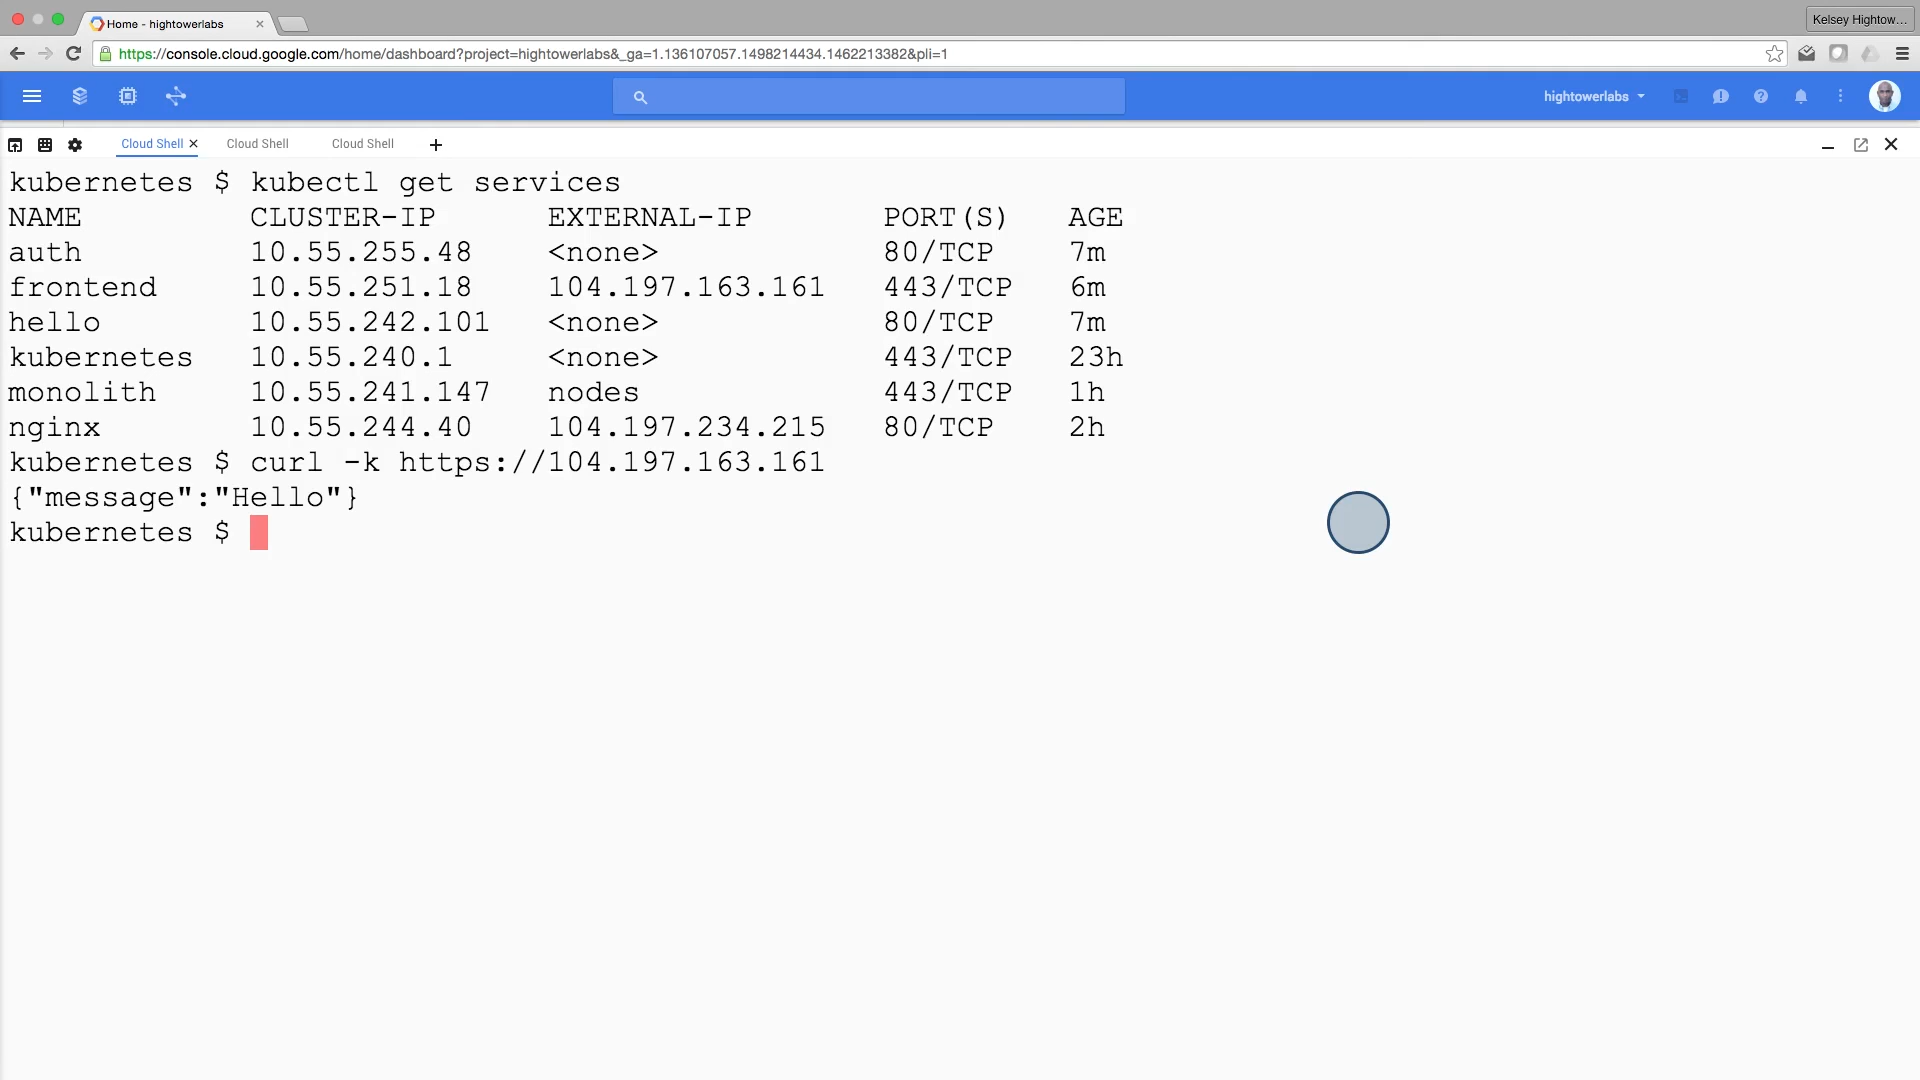 Home - hightowerlabs
Kelsey Hightow...
https://console.cloud.google.com/home/dashboard?project=hightowerlabs&_ga=1.136107057.1498214434.1462213382&pli=1
hightowerlabs
Cloud Shell Cloud Shell Cloud Shell
kubernetes $ kubectl get services
NAME CLUSTER-IP EXTERNAL-IP PORT(S) AGE
auth 10.55.255.48 <none> 80/TCP 7m
frontend 10.55.251.18 104.197.163.161 443/TCP 6m
hello 10.55.242.101 <none> 80/TCP 7m
kubernetes 10.55.240.1 <none> 443/TCP 23h
monolith 10.55.241.147 nodes 443/TCP 1h
nginx 10.55.244.40 104.197.234.215 80/TCP 2h
kubernetes $ curl -k https://104.197.163.161
{"message":"Hello"}
kubernetes $